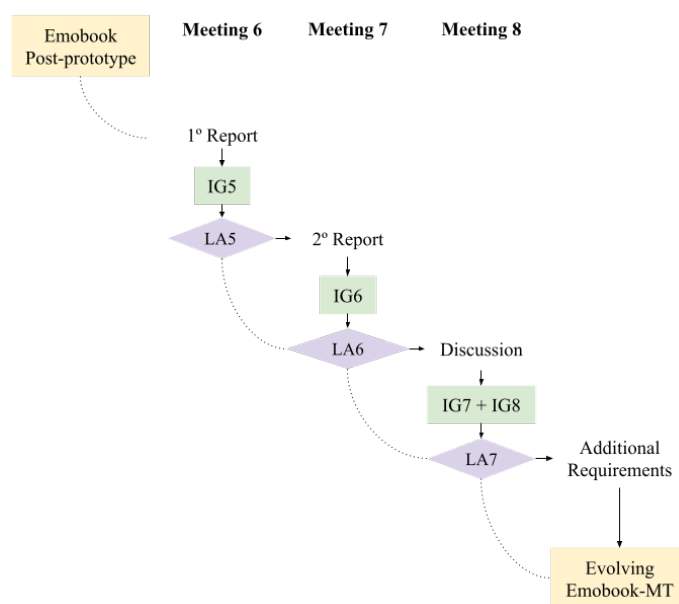 Emobook
Post-prototype
Meeting 6
Meeting 7
Meeting 8
1º Report
IG5
LA5
2º Report
IG6
LA6
Discussion
IG7 + IG8
LA7
Additional
Requirements
Evolving
Emobook-MT